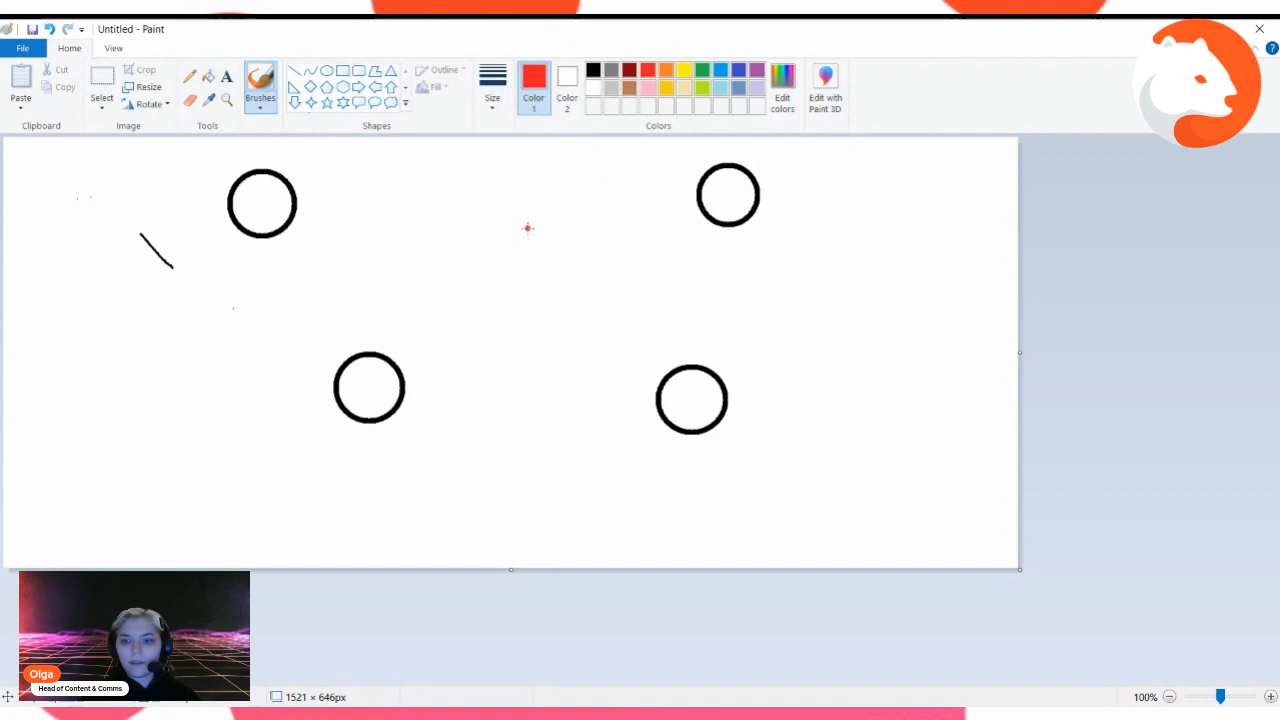 Untitled - Paint
File
Home
View
Paste
Cut
Copy
Clipboard
Select
Crop
Resize
Rotate
Image
A
Tools
Brushes
Shapes
Outline
Fill
Size
Color 1
Color 2
Edit colors
Colors
Edit with Paint 3D
?
Olga
Head of Content & Comms
1521 × 646px
100%